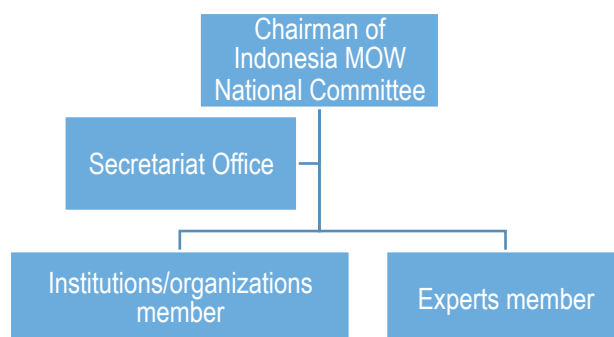 Chairman of
Indonesia MOW
National Committee
Secretariat Office
Institutions/organizations
member
Experts member